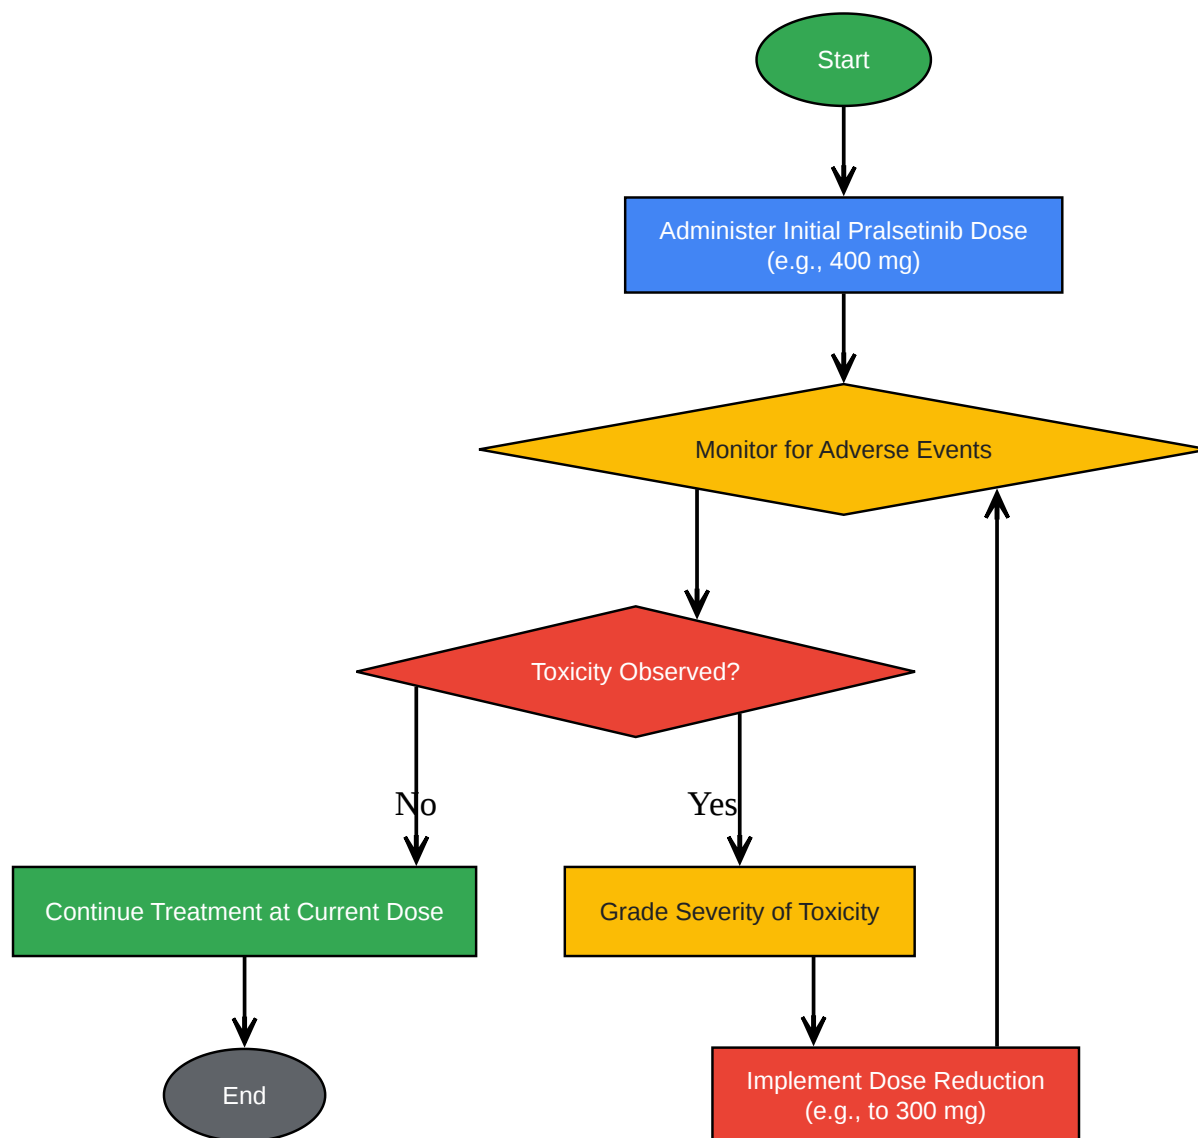 Start
Administer Initial Pralsetinib Dose
(e.g., 400 mg)
Monitor for Adverse Events
Toxicity Observed?
No
Yes
Continue Treatment at Current Dose
Grade Severity of Toxicity
End
Implement Dose Reduction
(e.g., to 300 mg)